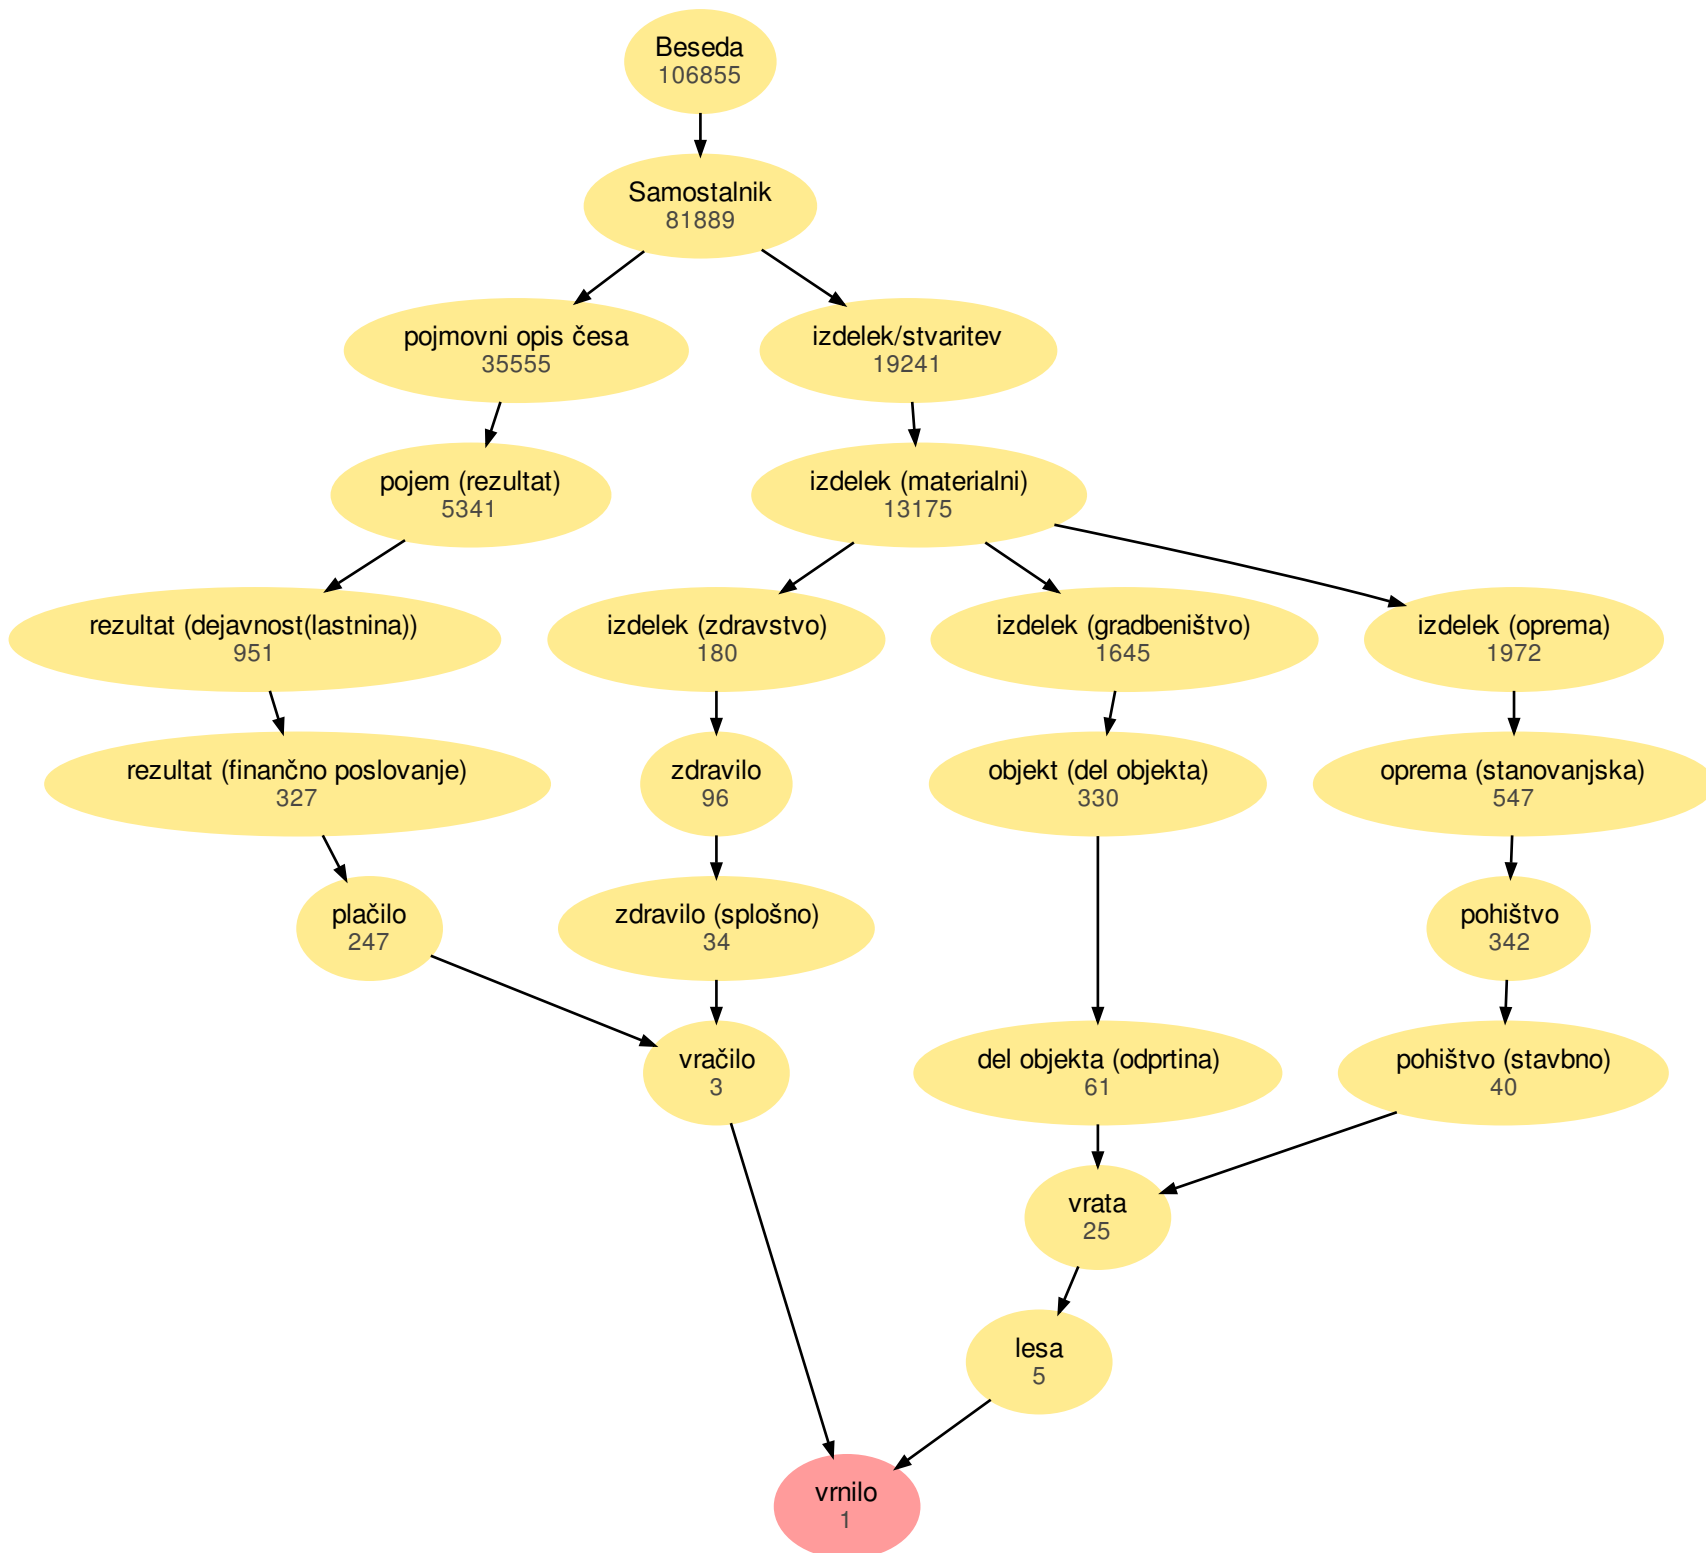 Beseda
106855
Samostalnik
81889
pojmovni opis česa
35555
izdelek/stvaritev
19241
pojem (rezultat)
5341
izdelek (materialni)
13175
rezultat (dejavnost(lastnina))
951
izdelek (zdravstvo)
180
izdelek (gradbeništvo)
1645
izdelek (oprema)
1972
rezultat (finančno poslovanje)
327
zdravilo
96
objekt (del objekta)
330
oprema (stanovanjska)
547
plačilo
247
zdravilo (splošno)
34
pohištvo
342
vračilo
3
del objekta (odprtina)
61
pohištvo (stavbno)
40
vrata
25
lesa
5
vrnilo
1